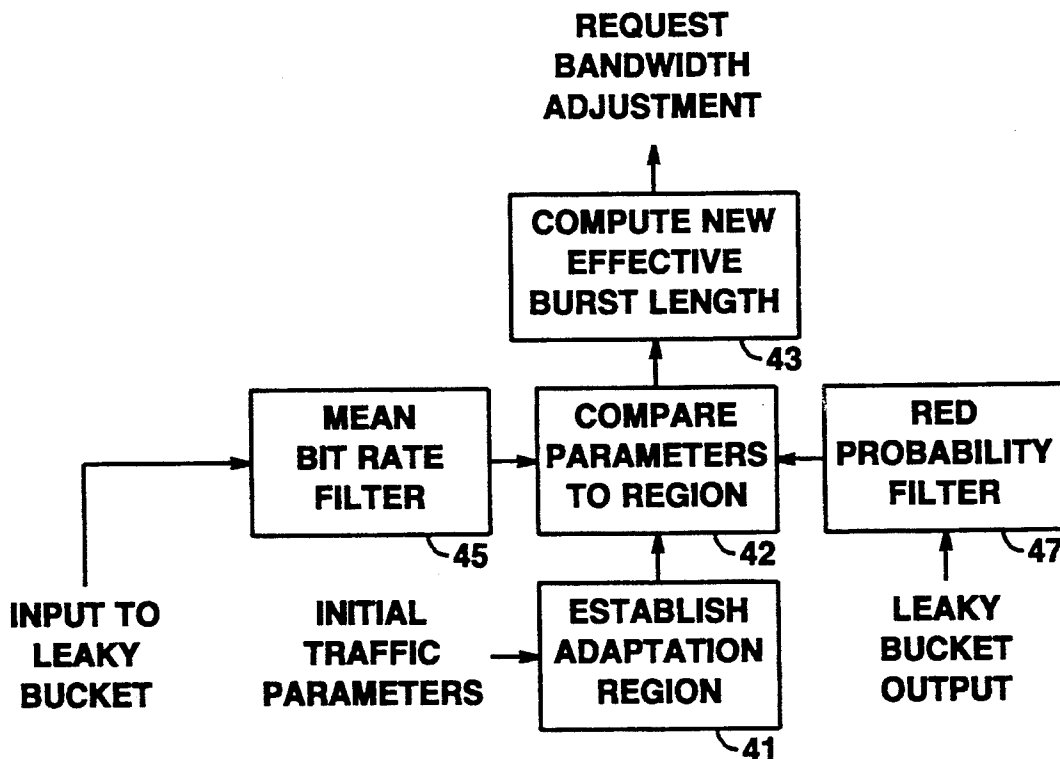 REQUEST
BANDWIDTH
ADJUSTMENT
COMPUTE NEW
EFFECTIVE
BURST LENGTH
43
MEAN
BIT RATE
FILTER
45
COMPARE
PARAMETERS
TO REGION
42
RED
PROBABILITY
FILTER
47
INPUT TO
LEAKY
BUCKET
INITIAL
TRAFFIC
PARAMETERS
ESTABLISH
ADAPTATION
REGION
41
LEAKY
BUCKET
OUTPUT